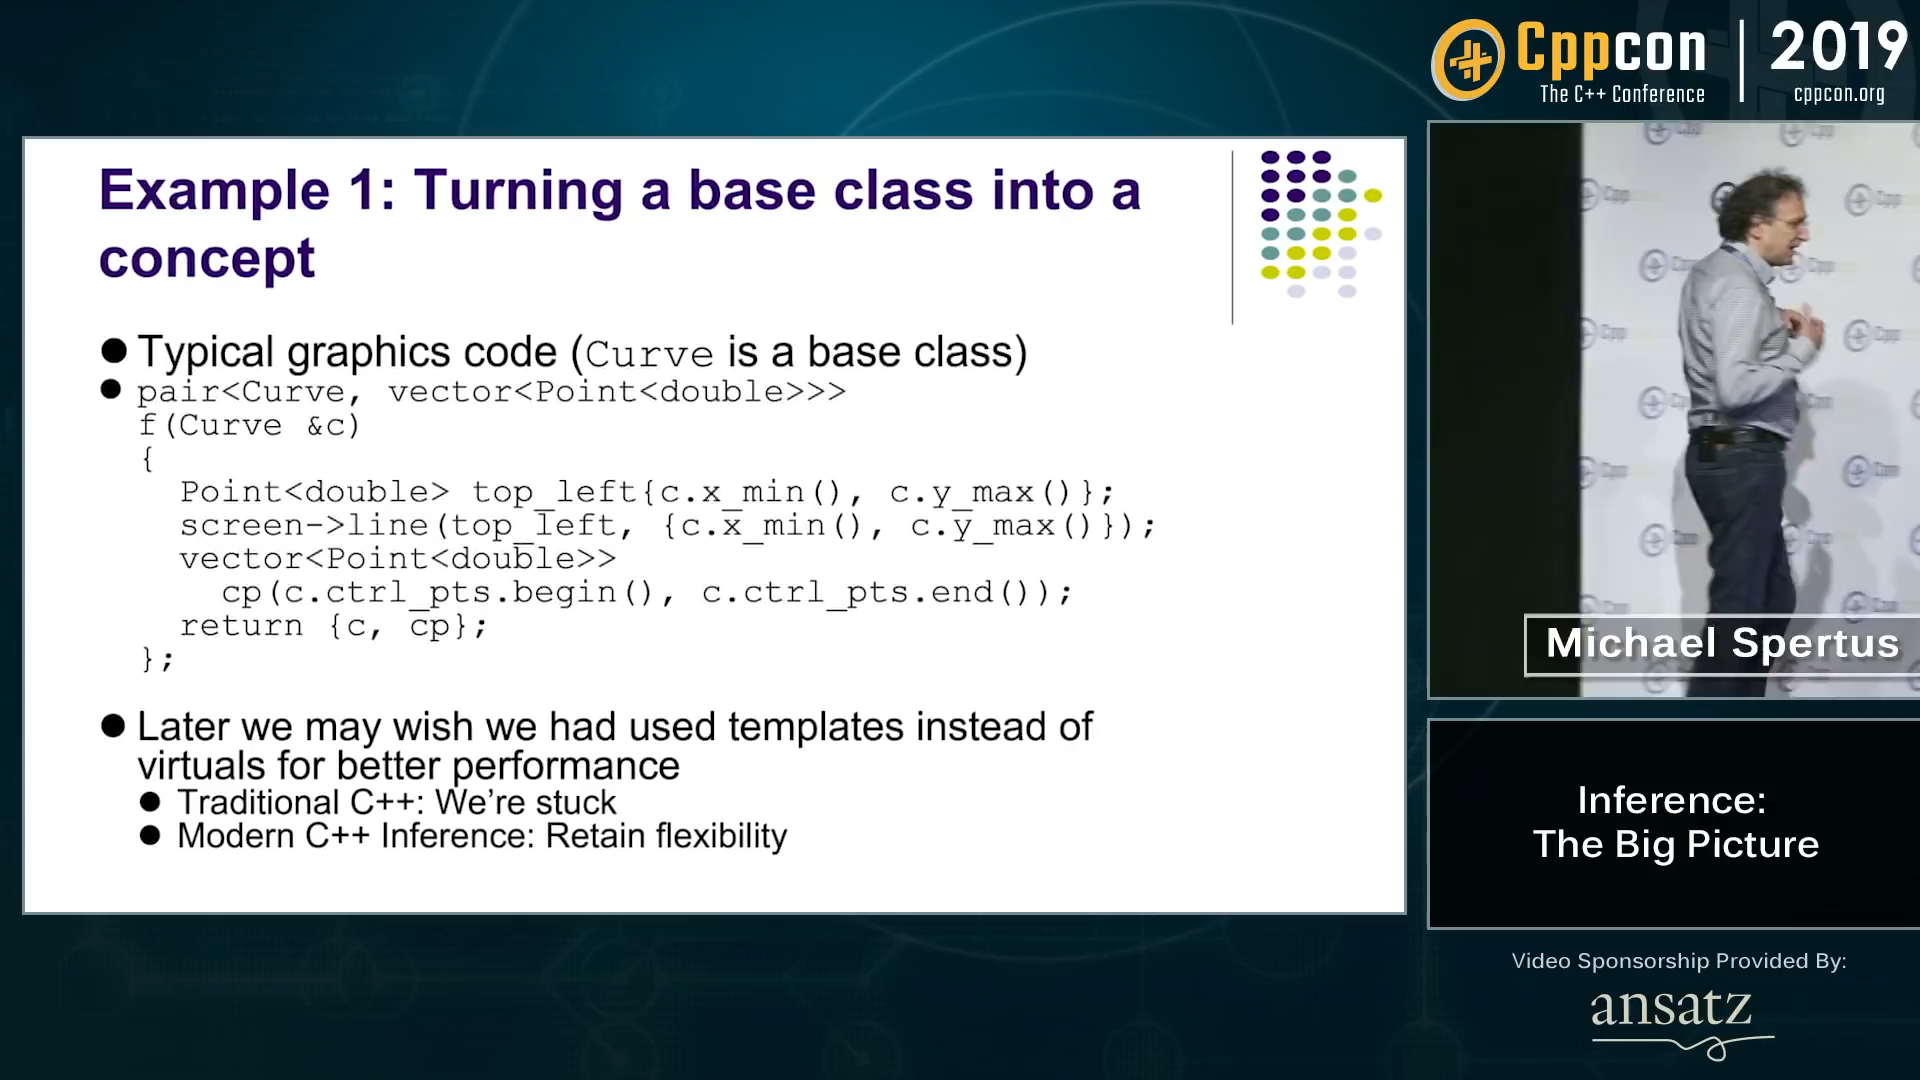 Cppcon | 2019
The C++ Conference
cppcon.org
Example 1: Turning a base class into a
concept
● Typical graphics code (Curve is a base class)
● pair<Curve, vector<Point<double>>>
f(Curve &c)
{
Point<double> top_left{c.x_min(), c.y_max()};
screen->line(top_left, {c.x_min(), c.y_max()});
vector<Point<double>>
cp(c.ctrl_pts.begin(), c.ctrl_pts.end());
return {c, cp};
};
● Later we may wish we had used templates instead of
virtuals for better performance
● Traditional C++: We're stuck
● Modern C++ Inference: Retain flexibility
Michael Spertus
Inference:
The Big Picture
Video Sponsorship Provided By:
ansatz